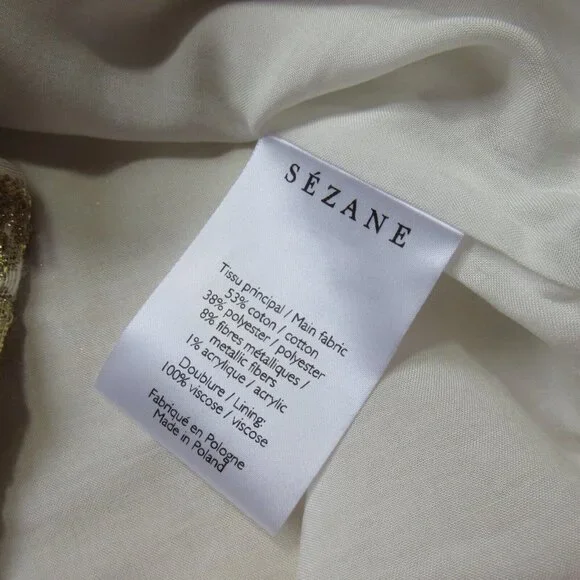 SÉZANE
Tissu principal / Main fabric
53% coton / cotton
38% polyester / polyester
8% fibres métalliques /
metallic fibers
1% acrylique / acrylic
Doublure / Lining:
100% viscose / viscose
Fabriqué en Pologne
Made in Poland